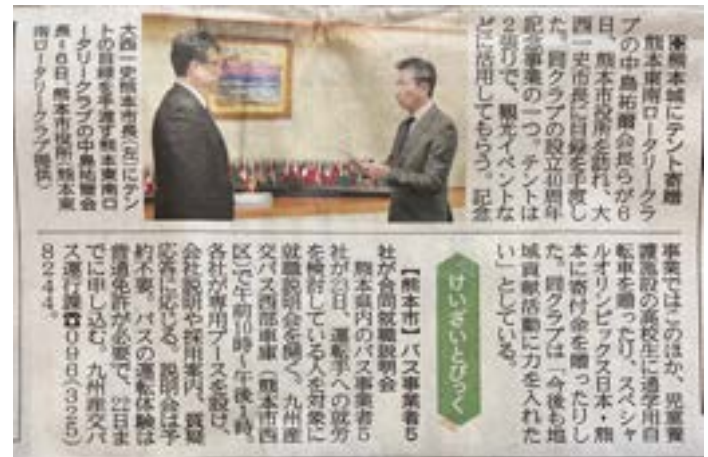 ◆熊本城にテント寄贈
熊本東南ロータリークラ
ブの中島祐爾会長らが6
日、熊本市役所を訪れ、大
西一史市長に目録を手渡し
た。同クラブの設立40周年
記念事業の一つ。テントは
2張りで、観光イベントな
どに活用してもらう。記念
大西一史熊本市長(左)にテン
トの目録を手渡す熊本東南ロ
ータリークラブの中島祐爾会
長=6日、熊本市役所(熊本東
南ロータリークラブ提供)
事業ではこのほか、児童養
護施設の高校生に通学用自
転車を贈ったり、スペシャ
ルオリンピックス日本・熊
本に寄付金を贈ったりし
た。同クラブは「今後も地
域貢献活動に力を入れた
い」としている。
けいざいとぴっく
【熊本市】バス事業者5
社が合同就職説明会
熊本県内のバス事業者5
社が23日、運転手への就労
を検討している人を対象に
就職説明会を開く。九州産
交バス西部車庫(熊本市西
区)で午前10時〜午後1時。
各社が専用ブースを設け、
会社説明や採用案内、質疑
応答に応じる。説明会は予
約不要。バスの運転体験は
普通免許が必要で、22日ま
でに申し込む。九州産交バ
ス運行課☎096(325)
8244。